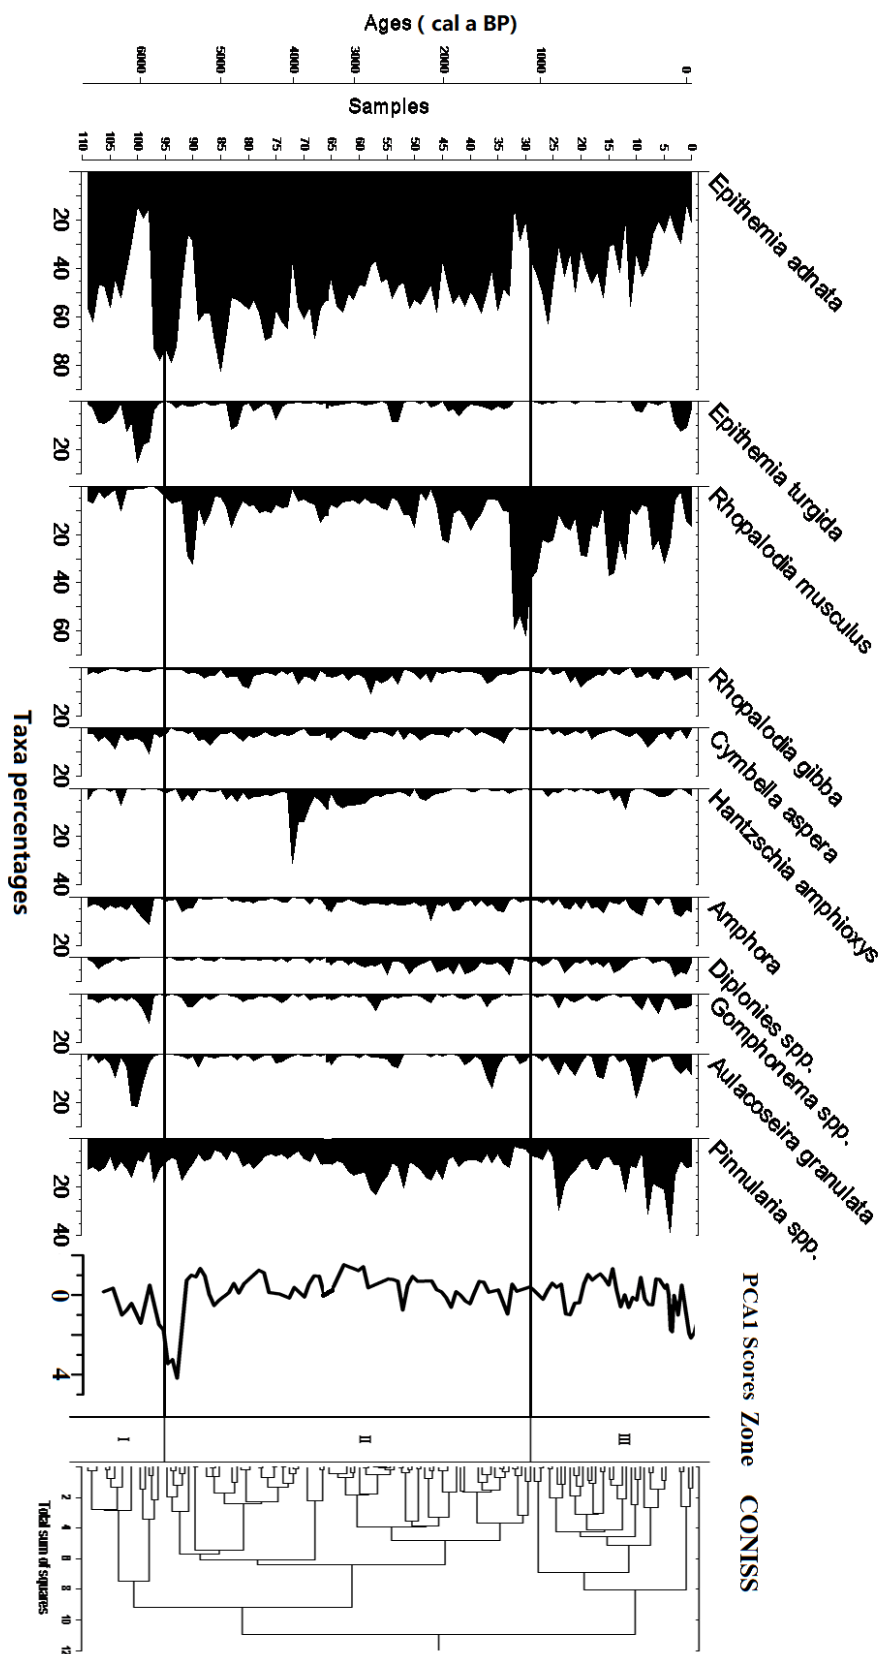 Ages ( cal a BP)
6000 5000 4000 3000 2000 1000 0
Samples
110 105 100 95 90 85 80 75 70 65 60 55 50 45 40 35 30 25 20 15 10 5 0
Epithemia adnata
20 40 60 80
Epithemia turgida
20
Rhopalodia musculus
20 40 60
Rhopalodia gibba
20
Cymbella aspera
20
Hantzschia amphioxys
20 40
Amphora
20
Diplonies spp.
Gomphonema spp.
20
Aulacoseira granulata
20
Pinnularia spp.
20 40
Taxa percentages
PCA1 Scores
0 4
Zone
I II III
CONISS
2 4 6 8 10 12
Total sum of squares